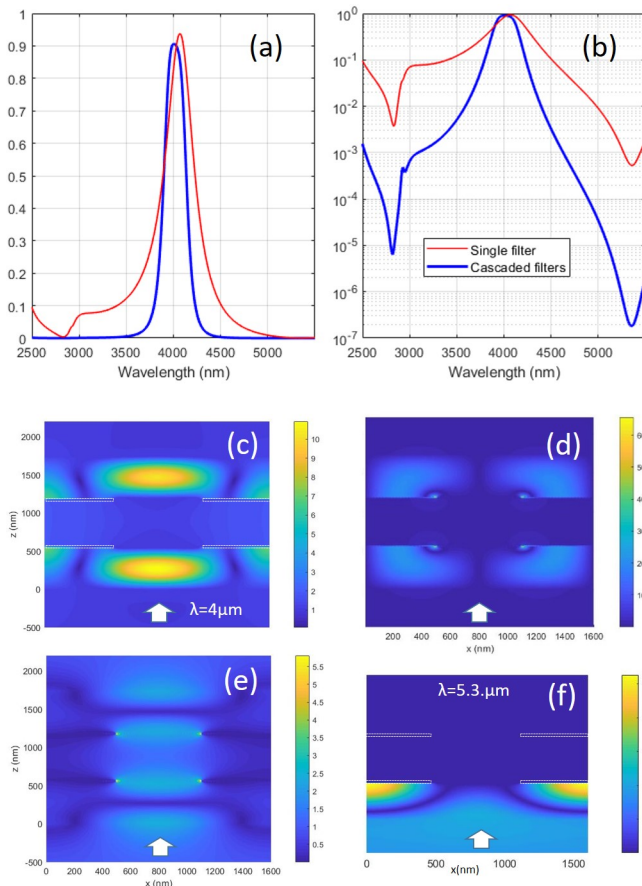 (a)
1
0.9
0.8
0.7
0.6
0.5
0.4
0.3
0.2
0.1
0
2500 3000 3500 4000 4500 5000
Wavelength (nm)
(b)
10^0
10^-1
10^-2
10^-3
10^-4
10^-5
10^-6
10^-7
Single filter
Cascaded filters
2500 3000 3500 4000 4500 5000
Wavelength (nm)
(c)
2000
1500
1000
500
0
-500
z (nm)
λ=4μm
10
9
8
7
6
5
4
3
2
1
(d)
200 400 600 800 1000 1200 1400 1600
x (nm)
(e)
2000
1500
1000
500
0
-500
z (nm)
0 200 400 600 800 1000 1200 1400 1600
x (nm)
5.5
5
4.5
4
3.5
3
2.5
2
1.5
1
0.5
λ=5.3.μm
(f)
0 500 1000 1500
x(nm)